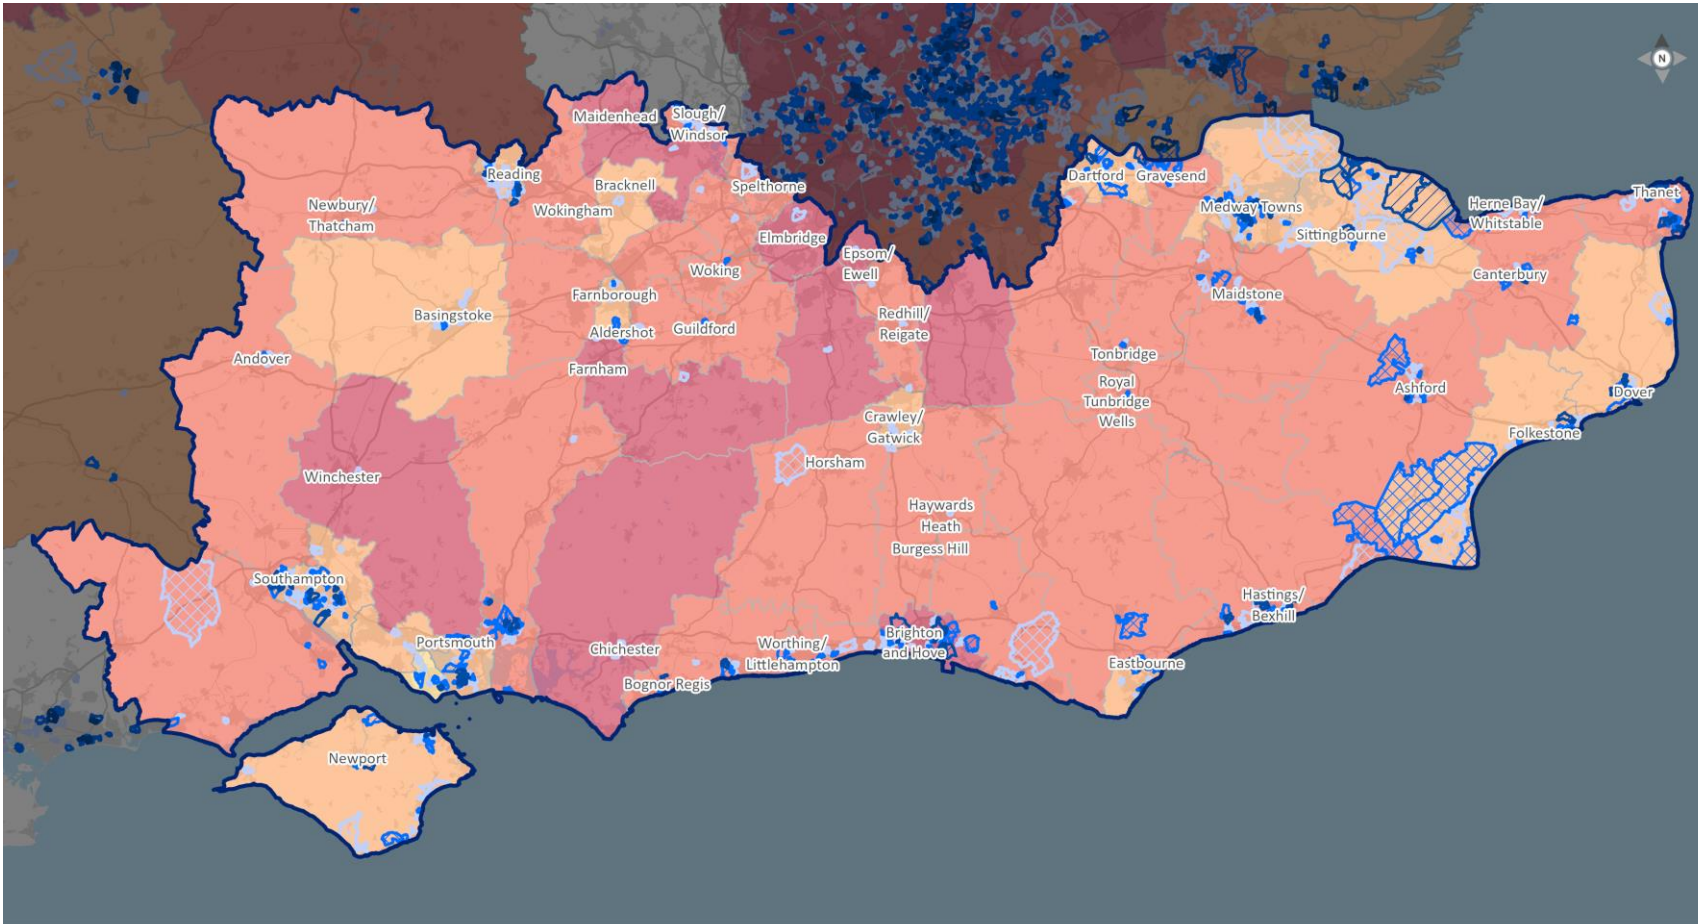 N
Maidenhead
Slough/
Windsor
Reading
Bracknell
Spelthorne
Dartford
Gravesend
Thanet
Newbury/
Thatcham
Wokingham
Medway Towns
Herne Bay/
Whitstable
Elmbridge
Sittingbourne
Epsom/
Ewell
Woking
Canterbury
Farnborough
Maidstone
Basingstoke
Aldershot
Guildford
Redhill/
Reigate
Andover
Farnham
Tonbridge
Royal
Tunbridge
Wells
Ashford
Dover
Crawley/
Gatwick
Folkestone
Horsham
Winchester
Haywards
Heath
Burgess Hill
Southampton
Hastings/
Bexhill
Portsmouth
Chichester
Worthing/
Littlehampton
Brighton
and Hove
Eastbourne
Bognor Regis
Newport